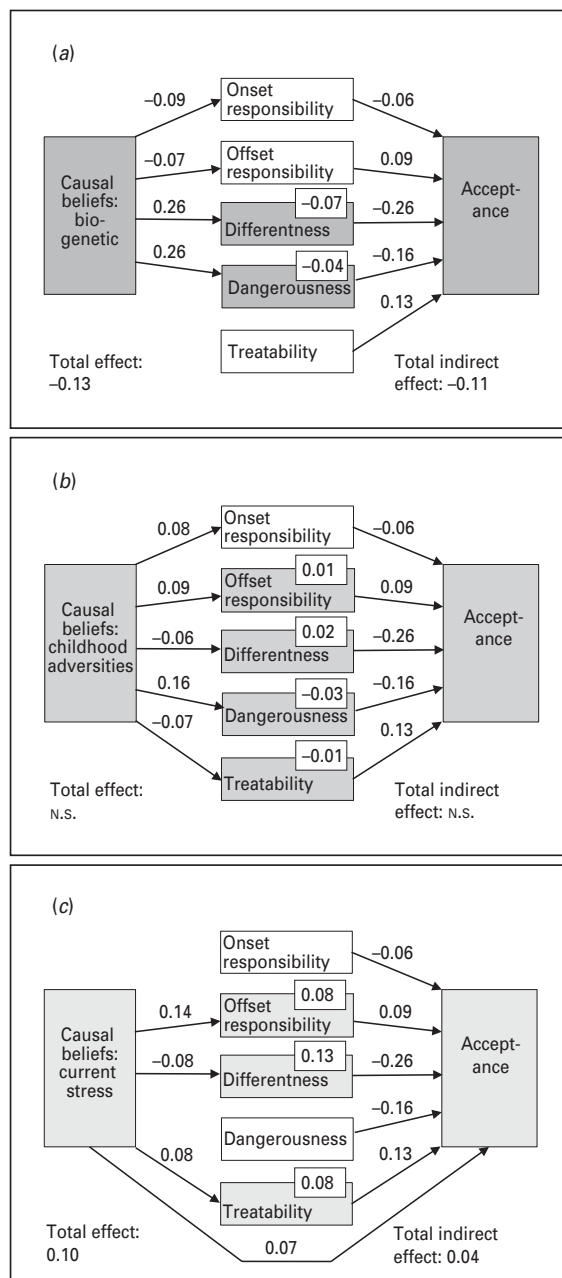 (a)
Onset
responsibility
–0.09
–0.06
Offset
responsibility
–0.07
0.09
Causal
beliefs:
bio-
genetic
Accept-
ance
–0.07
Differentness
0.26
–0.26
–0.04
Dangerousness
0.26
–0.16
0.13
Treatability
Total effect:
–0.13
Total indirect
effect: –0.11
(b)
Onset
responsibility
0.08
–0.06
0.01
Offset
responsibility
0.09
0.09
Causal
beliefs:
childhood
adversities
Accept-
ance
0.02
Differentness
–0.06
–0.26
–0.03
Dangerousness
0.16
–0.16
–0.07
0.13
–0.01
Treatability
Total effect:
N.S.
Total indirect
effect: N.S.
(c)
Onset
responsibility
–0.06
0.08
Offset
responsibility
0.14
0.09
Causal
beliefs:
current
stress
Accept-
ance
0.13
Differentness
–0.08
–0.26
Dangerousness
–0.16
0.08
0.13
0.08
Treatability
Total effect:
0.10
0.07
Total indirect
effect: 0.04